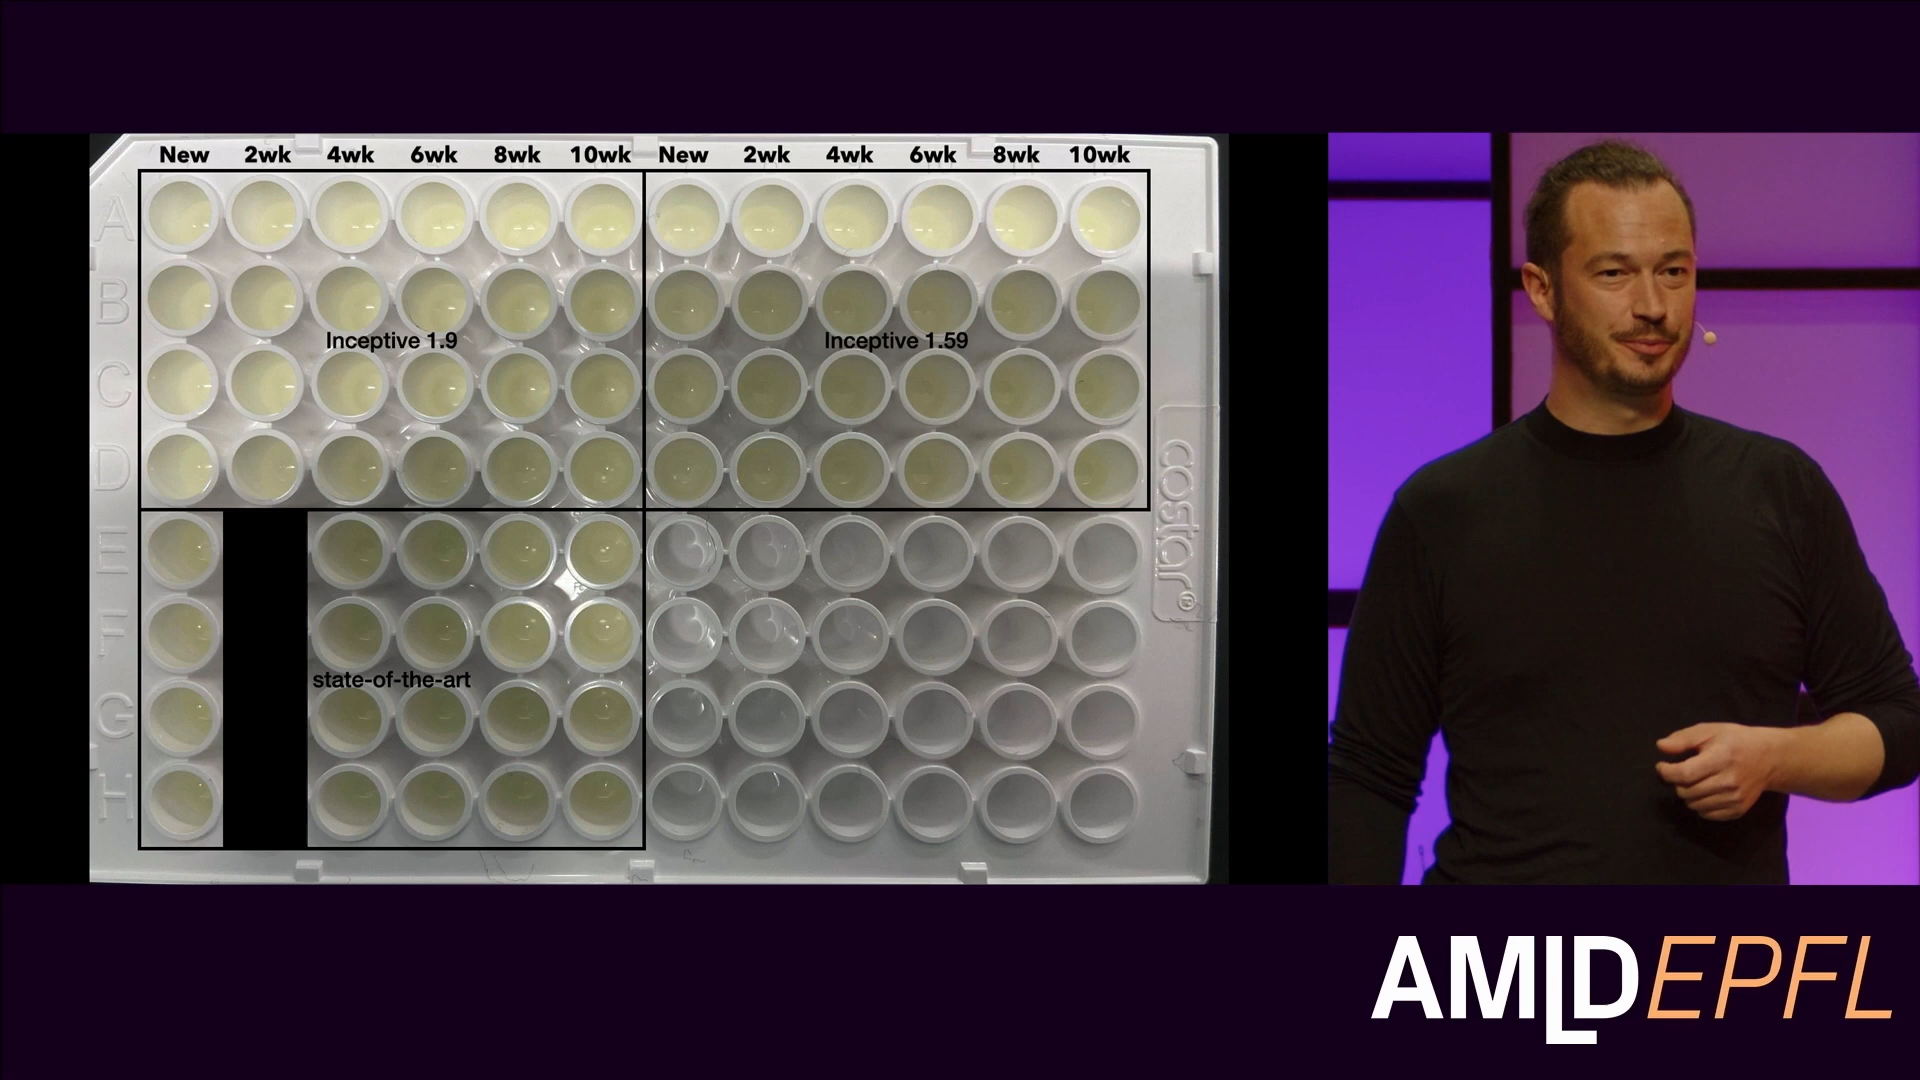 New 2wk 4wk 6wk 8wk 10wk New 2wk 4wk 6wk 8wk 10wk
A
B
Inceptive 1.9 Inceptive 1.59
C
D
costar®
E
F
state-of-the-art
G
H
AMLD EPFL